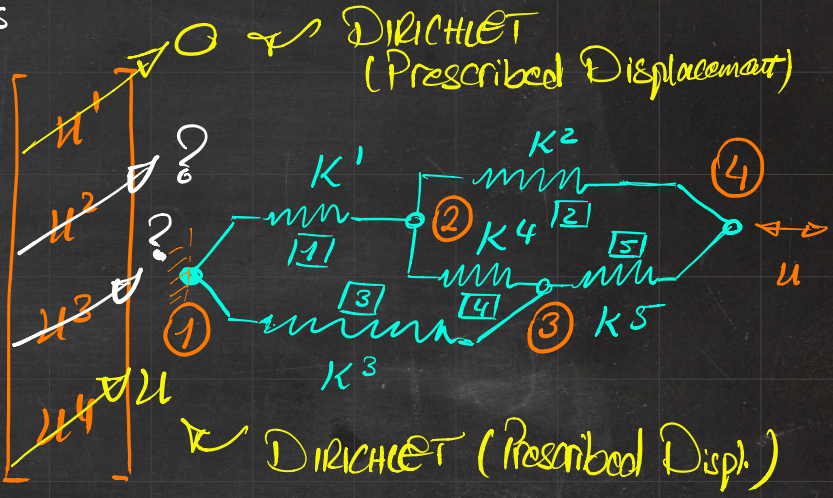 s
0 DIRICHLET
(Prescribed Displacement)
u1
?
K1
K2
4
u2
?
1
2
K4
2
5
u
u3
3
4
1
3
K5
K3
u4
u
DIRICHLET (Prescribed Displ.)